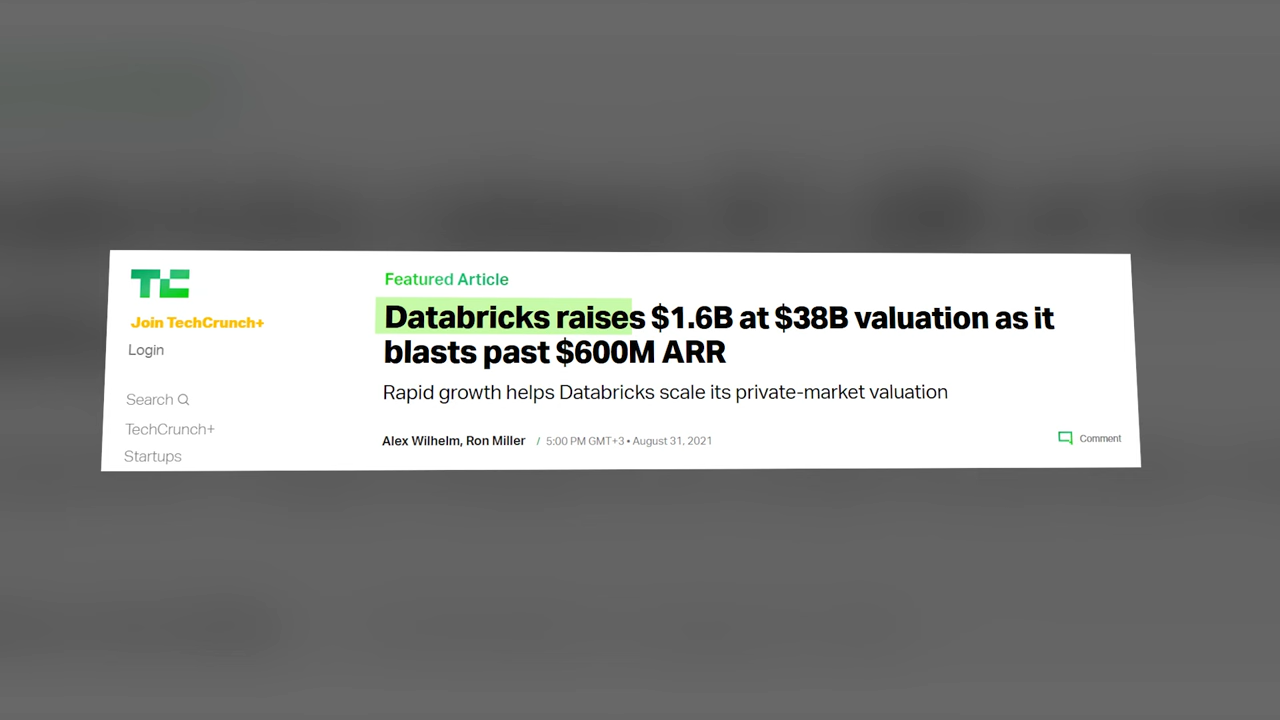 TC
Join TechCrunch+
Login
Search
TechCrunch+
Startups
Featured Article
Databricks raises $1.6B at $38B valuation as it
blasts past $600M ARR
Rapid growth helps Databricks scale its private-market valuation
Alex Wilhelm, Ron Miller / 5:00 PM GMT+3 • August 31, 2021
Comment